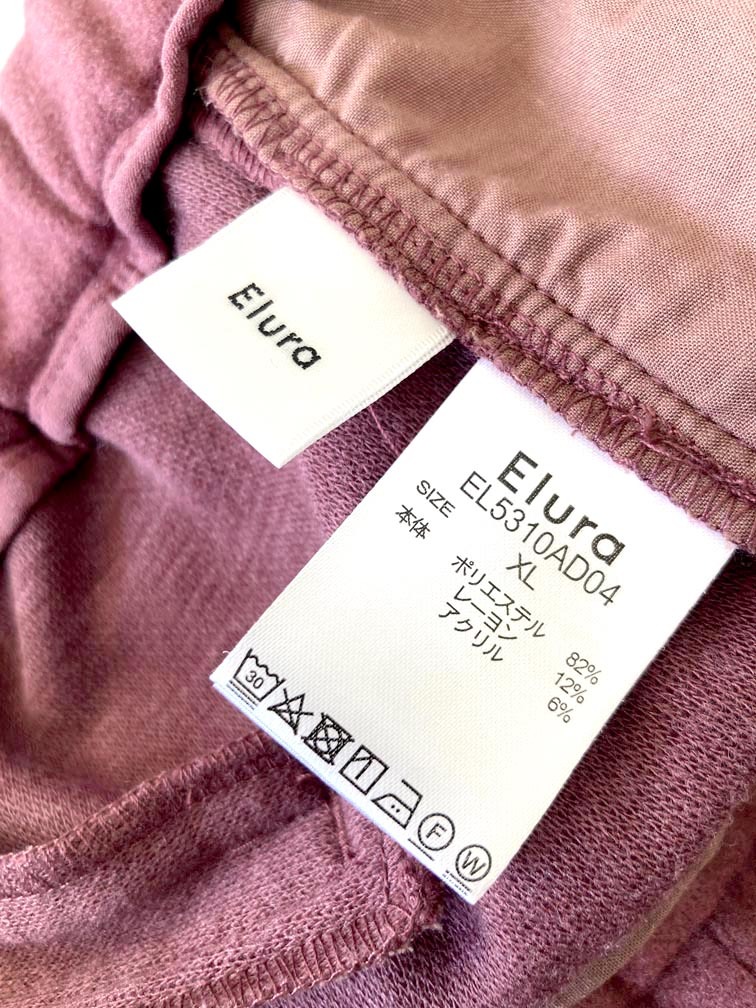 Elura
Elura
EL5310AD04
SIZE XL
本体 ポリエステル 82%
レーヨン 12%
アクリル 6%
30
F W